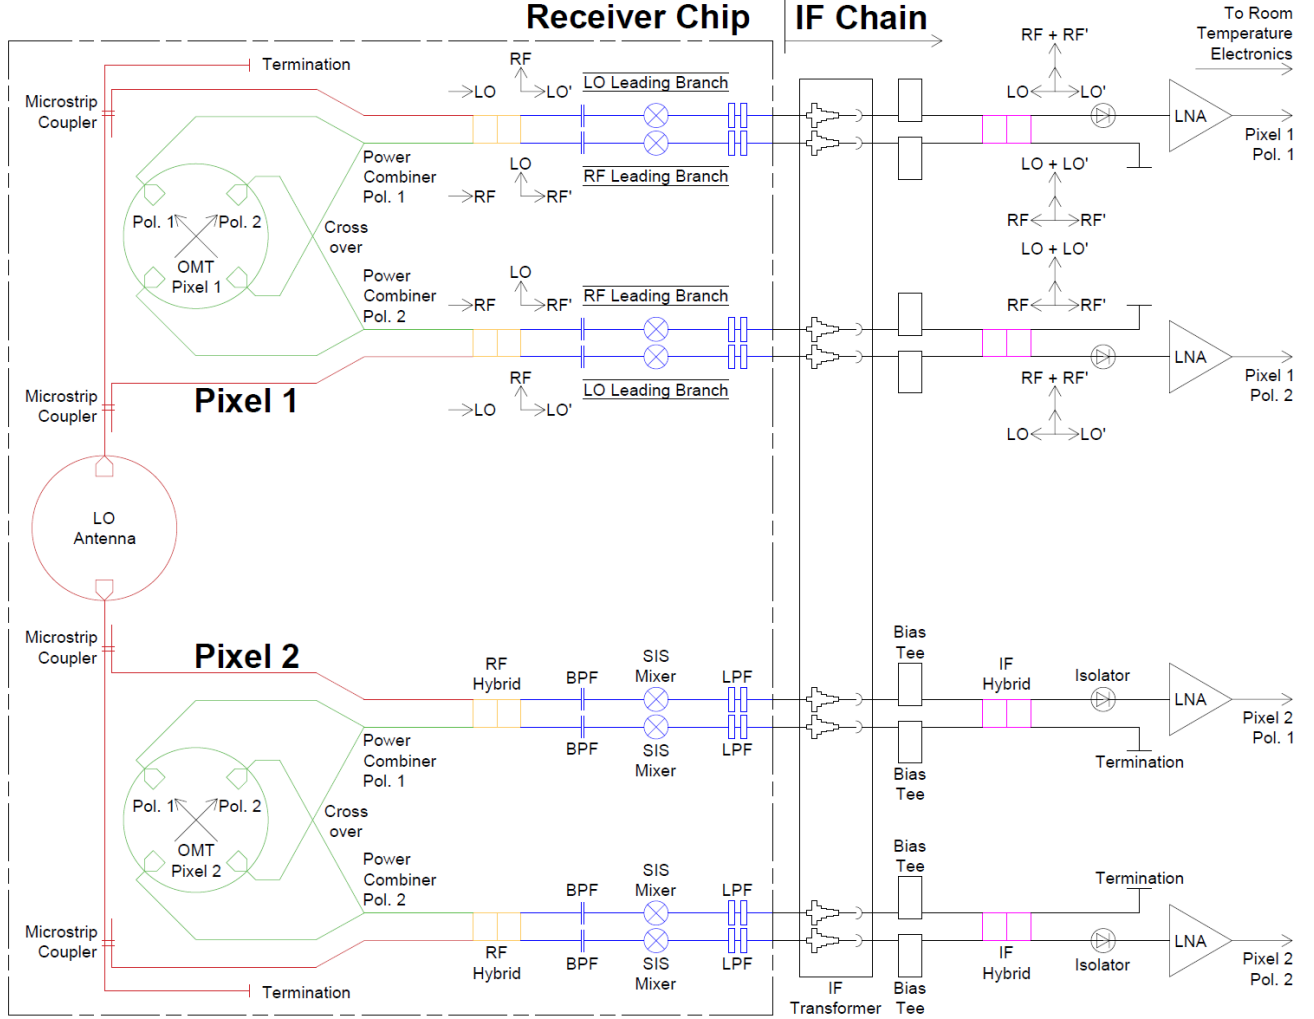 Receiver Chip
IF Chain
To Room
Temperature
Electronics
Termination
Microstrip
Coupler
LO
RF
LO'
LO Leading Branch
RF + RF'
LO
LO'
LNA
Pixel 1
Pol. 1
Power
Combiner
Pol. 1
RF
LO
RF'
RF Leading Branch
LO + LO'
RF
RF'
Pol. 1
Pol. 2
OMT
Pixel 1
Cross
over
Power
Combiner
Pol. 2
RF
LO
RF'
RF Leading Branch
LO + LO'
RF
RF'
LNA
Pixel 1
Pol. 2
Pixel 1
Microstrip
Coupler
LO
RF
LO'
LO Leading Branch
RF + RF'
LO
LO'
LO
Antenna
Microstrip
Coupler
Pixel 2
RF
Hybrid
BPF
SIS
Mixer
LPF
Bias
Tee
IF
Hybrid
Isolator
LNA
Pixel 2
Pol. 1
Power
Combiner
Pol. 1
BPF
SIS
Mixer
LPF
Bias
Tee
Termination
Pol. 1
Pol. 2
OMT
Pixel 2
Cross
over
Power
Combiner
Pol. 2
BPF
SIS
Mixer
LPF
Bias
Tee
Termination
Microstrip
Coupler
RF
Hybrid
BPF
SIS
Mixer
LPF
IF
Hybrid
Isolator
LNA
Pixel 2
Pol. 2
Termination
IF
Transformer
Bias
Tee